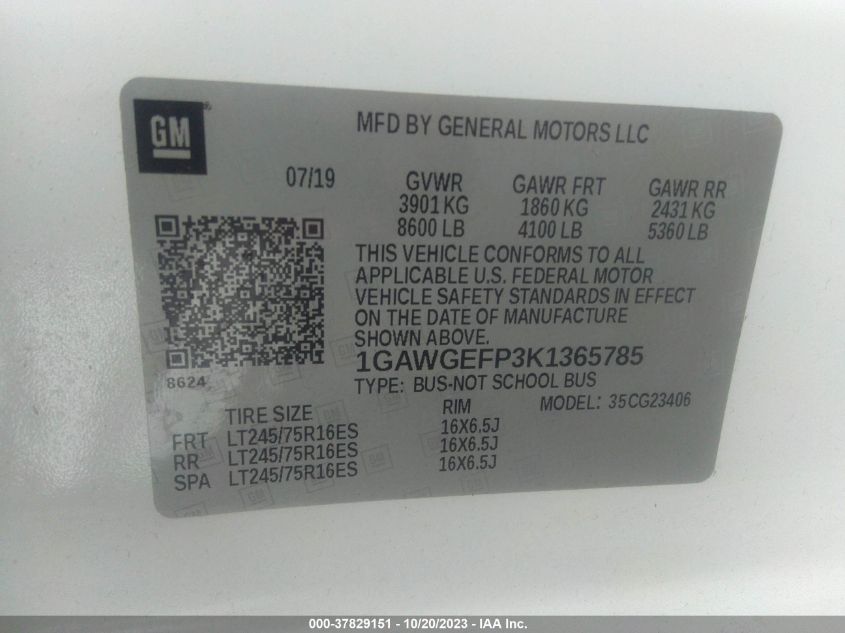 GM
MFD BY GENERAL MOTORS LLC
07/19
GVWR GAWR FRT GAWR RR
3901 KG 1860 KG 2431 KG
8600 LB 4100 LB 5360 LB
THIS VEHICLE CONFORMS TO ALL
APPLICABLE U.S. FEDERAL MOTOR
VEHICLE SAFETY STANDARDS IN EFFECT
ON THE DATE OF MANUFACTURE
SHOWN ABOVE.
1GAWGEFP3K1365785
8624
TYPE: BUS-NOT SCHOOL BUS
TIRE SIZE RIM MODEL: 35CG23406
FRT LT245/75R16ES 16X6.5J
RR LT245/75R16ES 16X6.5J
SPA LT245/75R16ES 16X6.5J
000-37829151 - 10/20/2023 - IAA Inc.